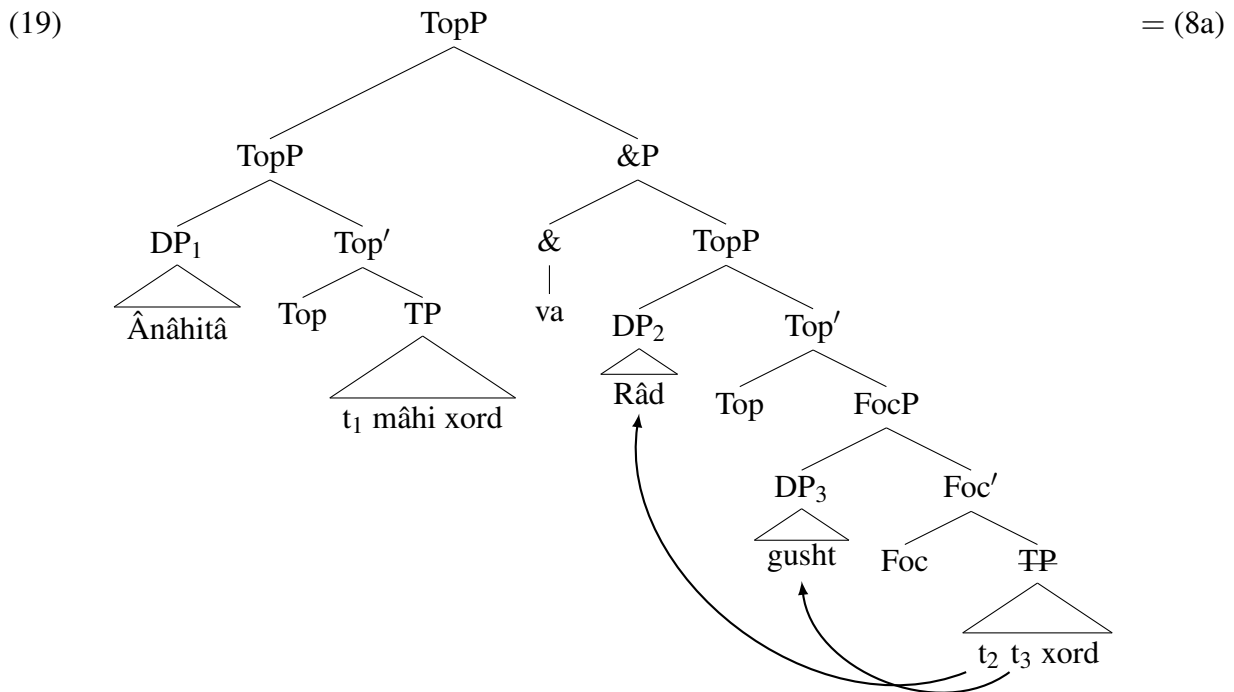 (19) TopP = (8a)
TopP &P
DP₁ Top′ & TopP
Ânâhitâ Top TP va DP₂ Top′
t₁ mâhi xord Râd Top FocP
DP₃ Foc′
gusht Foc TP
t₂ t₃ xord